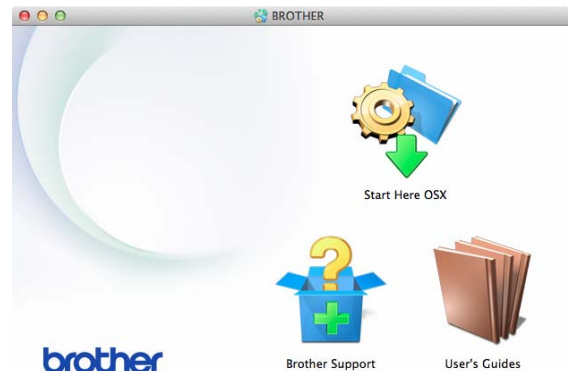 BROTHER
Start Here OSX
Brother Support
User's Guides
brother